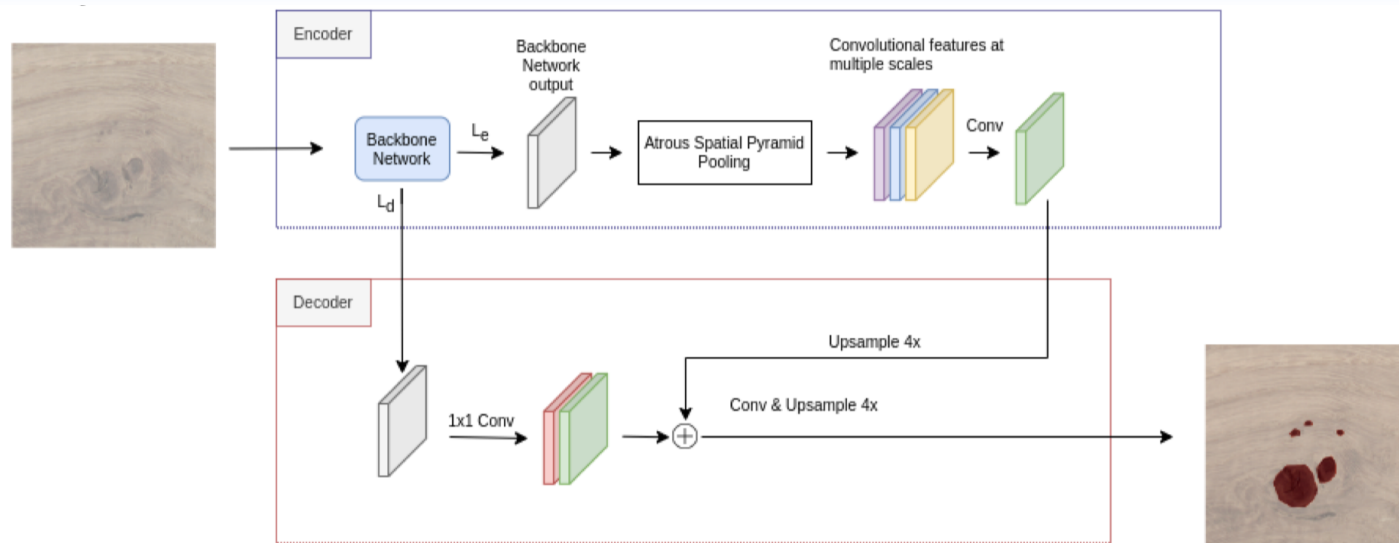 Encoder
Backbone
Network
output
Convolutional features at
multiple scales
Backbone
Network
Le
Atrous Spatial Pyramid
Pooling
Conv
Ld
Decoder
Upsample 4x
Conv & Upsample 4x
1x1 Conv